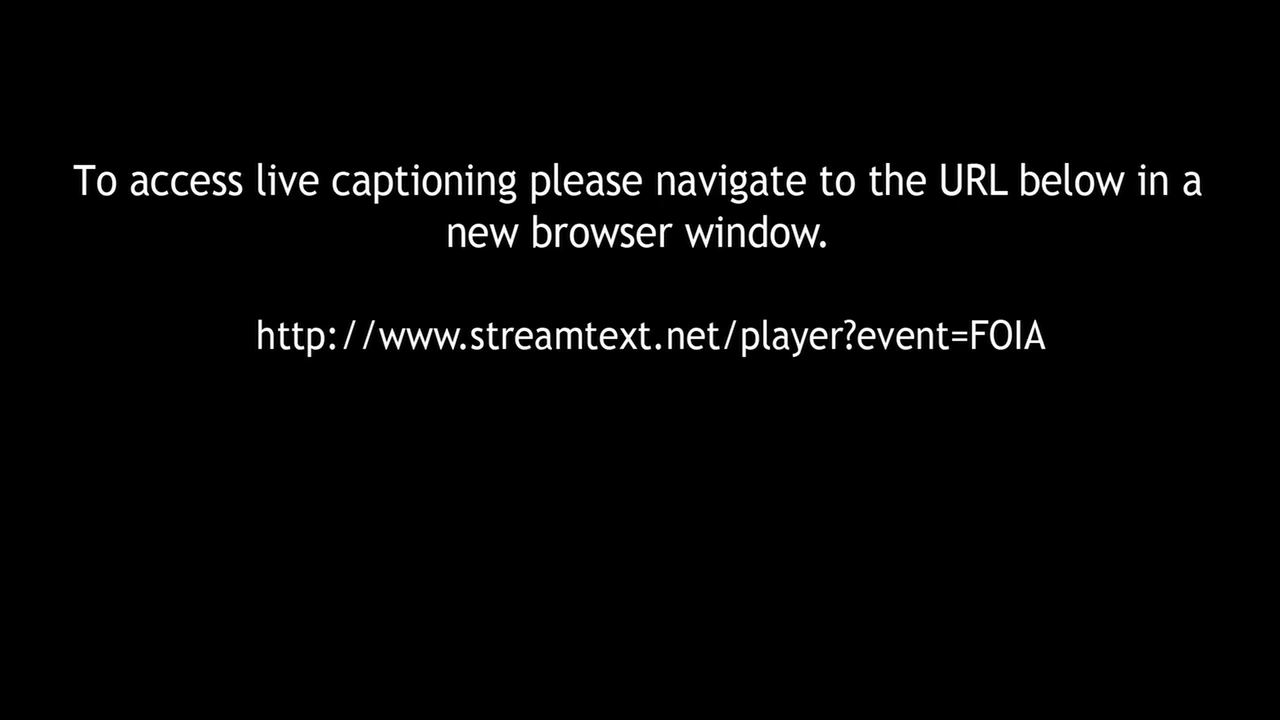 To access live captioning please navigate to the URL below in a
new browser window.
http://www.streamtext.net/player?event=FOIA